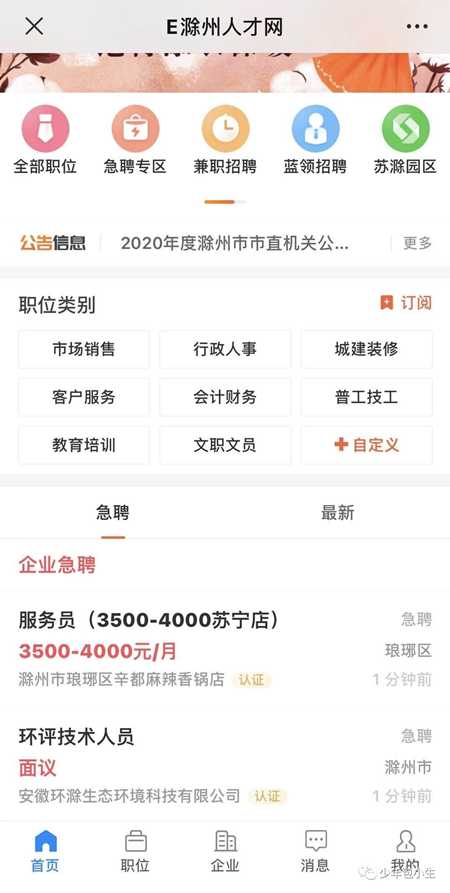 E滁州人才网
全部职位
急聘专区
兼职招聘
蓝领招聘
苏滁园区
公告信息
2020年度滁州市市直机关公...
更多
职位类别
订阅
市场销售
行政人事
城建装修
客户服务
会计财务
普工技工
教育培训
文职文员
自定义
急聘
最新
企业急聘
服务员（3500-4000苏宁店）
急聘
3500-4000元/月
琅琊区
滁州市琅琊区辛都麻辣香锅店
认证
1 分钟前
环评技术人员
急聘
面议
滁州市
安徽环滁生态环境科技有限公司
认证
1 分钟前
首页
职位
企业
消息
我的
少年包小生